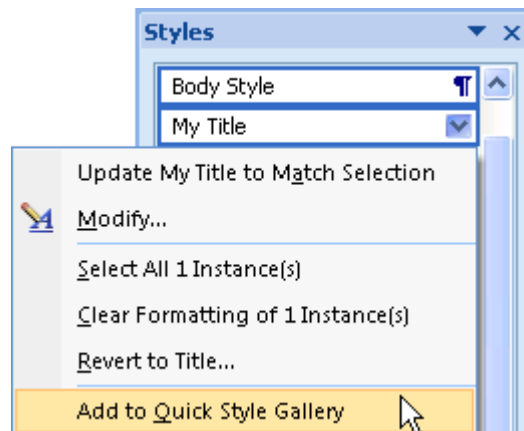 Styles
Body Style ¶
My Title
Update My Title to Match Selection
Modify...
Select All 1 Instance(s)
Clear Formatting of 1 Instance(s)
Revert to Title...
Add to Quick Style Gallery